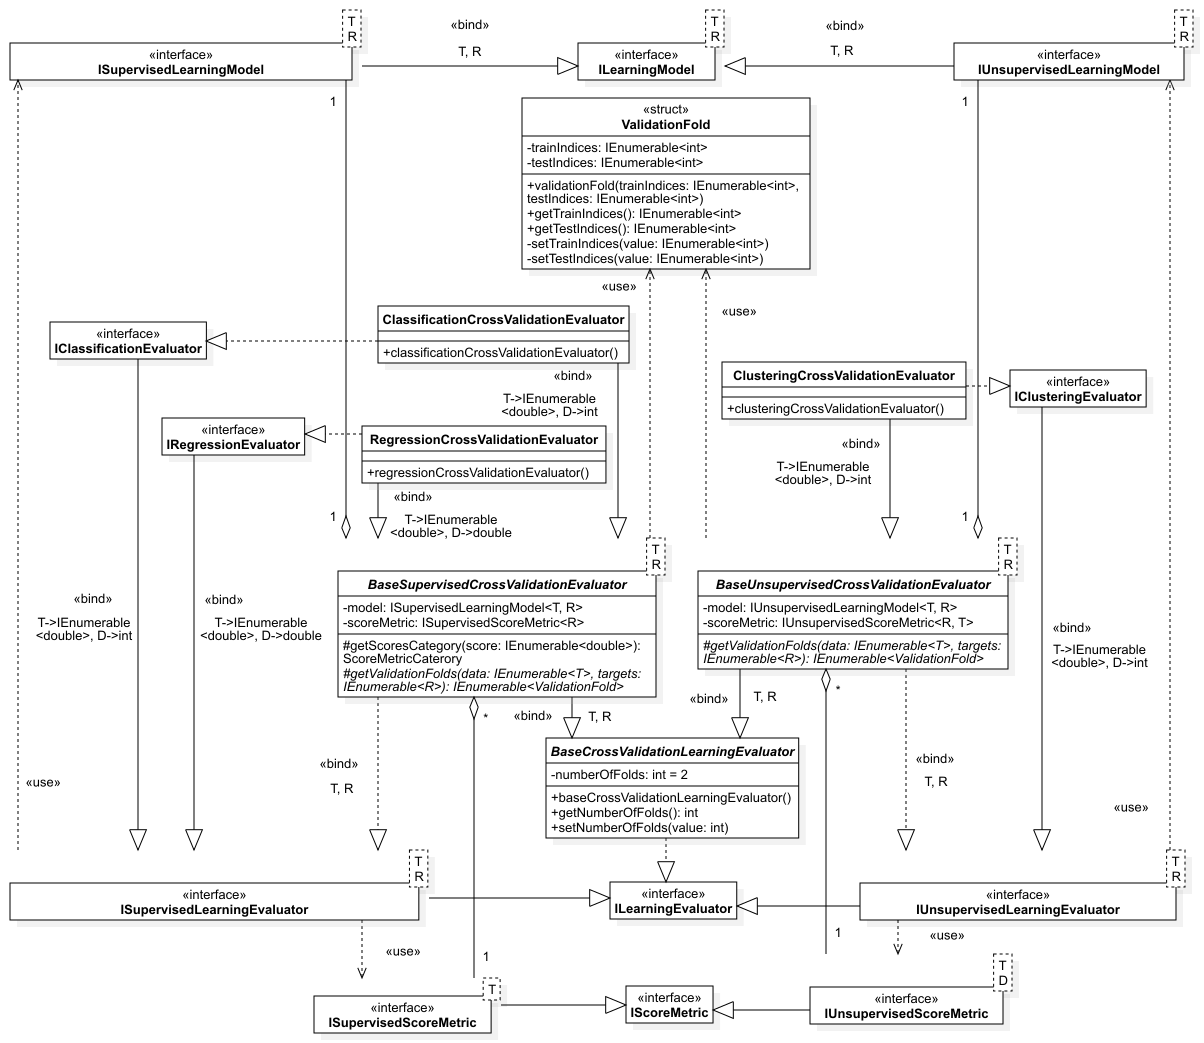 T
R
«interface»
ISupervisedLearningModel
«bind»
T, R
T
R
«interface»
ILearningModel
«bind»
T, R
T
R
«interface»
IUnsupervisedLearningModel
1
1
«struct»
ValidationFold
-trainIndices: IEnumerable<int>
-testIndices: IEnumerable<int>
+validationFold(trainIndices: IEnumerable<int>,
testIndices: IEnumerable<int>)
+getTrainIndices(): IEnumerable<int>
+getTestIndices(): IEnumerable<int>
-setTrainIndices(value: IEnumerable<int>)
-setTestIndices(value: IEnumerable<int>)
«use»
«use»
«interface»
IClassificationEvaluator
ClassificationCrossValidationEvaluator
+classificationCrossValidationEvaluator()
«bind»
T->IEnumerable
<double>, D->int
ClusteringCrossValidationEvaluator
+clusteringCrossValidationEvaluator()
«interface»
IClusteringEvaluator
«interface»
IRegressionEvaluator
RegressionCrossValidationEvaluator
+regressionCrossValidationEvaluator()
«bind»
T->IEnumerable
<double>, D->double
«bind»
T->IEnumerable
<double>, D->int
1
1
T
R
BaseSupervisedCrossValidationEvaluator
-model: ISupervisedLearningModel<T, R>
-scoreMetric: ISupervisedScoreMetric<R>
#getScoresCategory(score: IEnumerable<double>):
ScoreMetricCaterory
#getValidationFolds(data: IEnumerable<T>, targets:
IEnumerable<R>): IEnumerable<ValidationFold>
T
R
BaseUnsupervisedCrossValidationEvaluator
-model: IUnsupervisedLearningModel<T, R>
-scoreMetric: IUnsupervisedScoreMetric<R, T>
#getValidationFolds(data: IEnumerable<T>, targets:
IEnumerable<R>): IEnumerable<ValidationFold>
«bind»
T->IEnumerable
<double>, D->int
«bind»
T->IEnumerable
<double>, D->double
«bind»
T->IEnumerable
<double>, D->int
*
«bind»
T, R
«bind»
T, R
*
BaseCrossValidationLearningEvaluator
-numberOfFolds: int = 2
+baseCrossValidationLearningEvaluator()
+getNumberOfFolds(): int
+setNumberOfFolds(value: int)
«use»
«bind»
T, R
«bind»
T, R
«use»
T
R
«interface»
ISupervisedLearningEvaluator
«interface»
ILearningEvaluator
T
R
«interface»
IUnsupervisedLearningEvaluator
«use»
1
1
«use»
T
«interface»
ISupervisedScoreMetric
«interface»
IScoreMetric
T
D
«interface»
IUnsupervisedScoreMetric